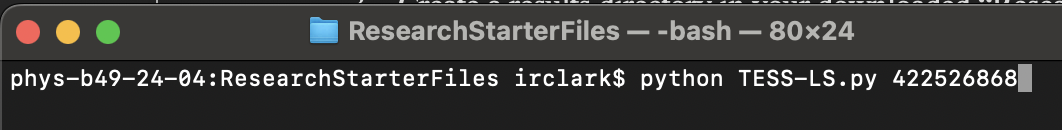 ResearchStarterFiles — -bash — 80×24
phys-b49-24-04:ResearchStarterFiles irclark$ python TESS-LS.py 422526868